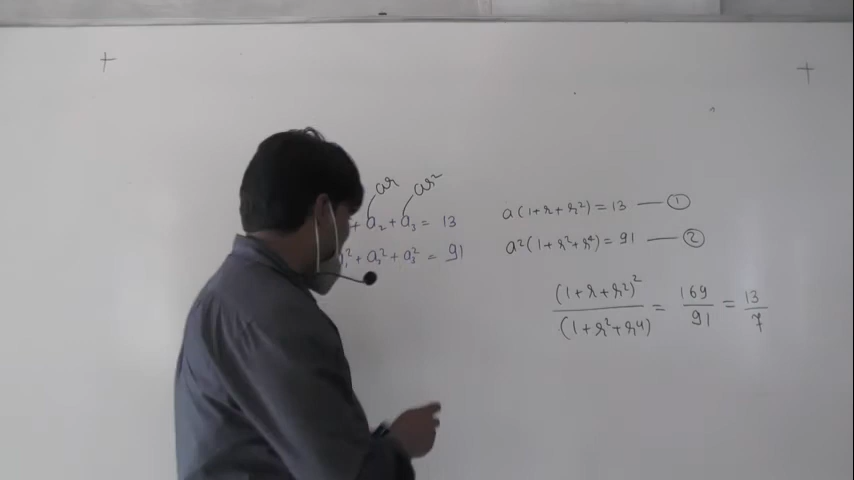 ar ar²
+ a₂ + a₃ = 13
a₁² + a₂² + a₃² = 91
a(1+r+r²) = 13 — ①
a²(1+r²+r⁴) = 91 — ②
(1+r+r²)² / (1+r²+r⁴) = 169 / 91 = 13 / 7